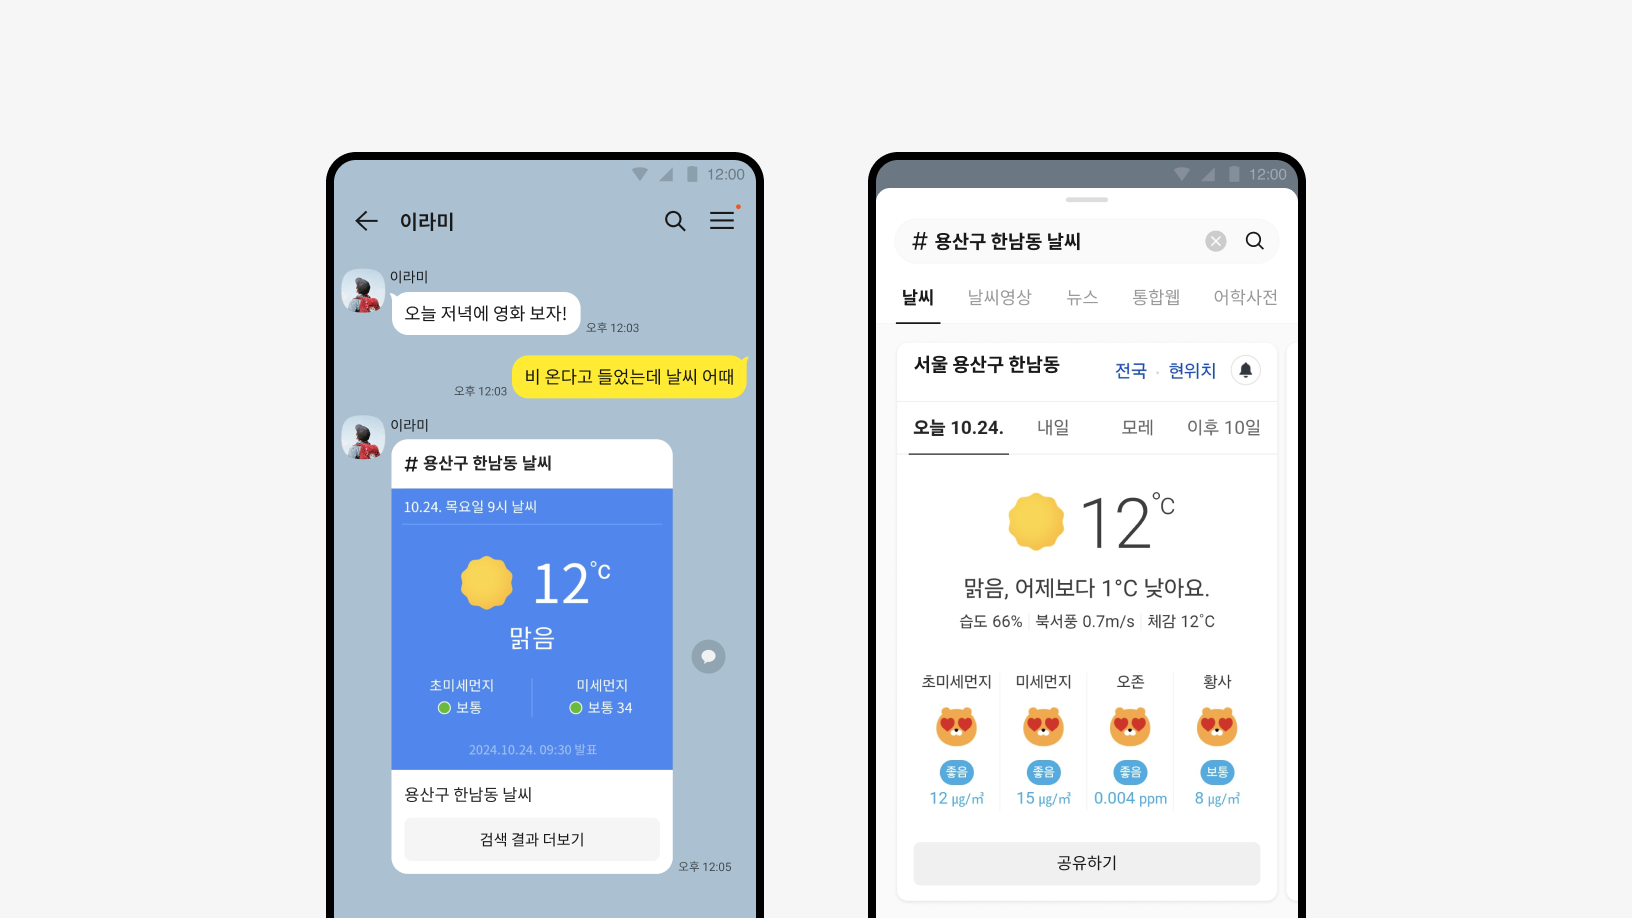 12:00
이라미
이라미
오늘 저녁에 영화 보자!
오후 12:03
비 온다고 들었는데 날씨 어때
오후 12:03
이라미
# 용산구 한남동 날씨
10.24. 목요일 9시 날씨
12°C
맑음
초미세먼지 미세먼지
보통 보통 34
2024.10.24. 09:30 발표
용산구 한남동 날씨
검색 결과 더보기
오후 12:05
12:00
# 용산구 한남동 날씨
날씨 날씨영상 뉴스 통합웹 어학사전
서울 용산구 한남동 전국 · 현위치
오늘 10.24. 내일 모레 이후 10일
12°C
맑음, 어제보다 1°C 낮아요.
습도 66% 북서풍 0.7m/s 체감 12°C
초미세먼지 미세먼지 오존 황사
좋음 좋음 좋음 보통
12 ㎍/㎥ 15 ㎍/㎥ 0.004 ppm 8 ㎍/㎥
공유하기